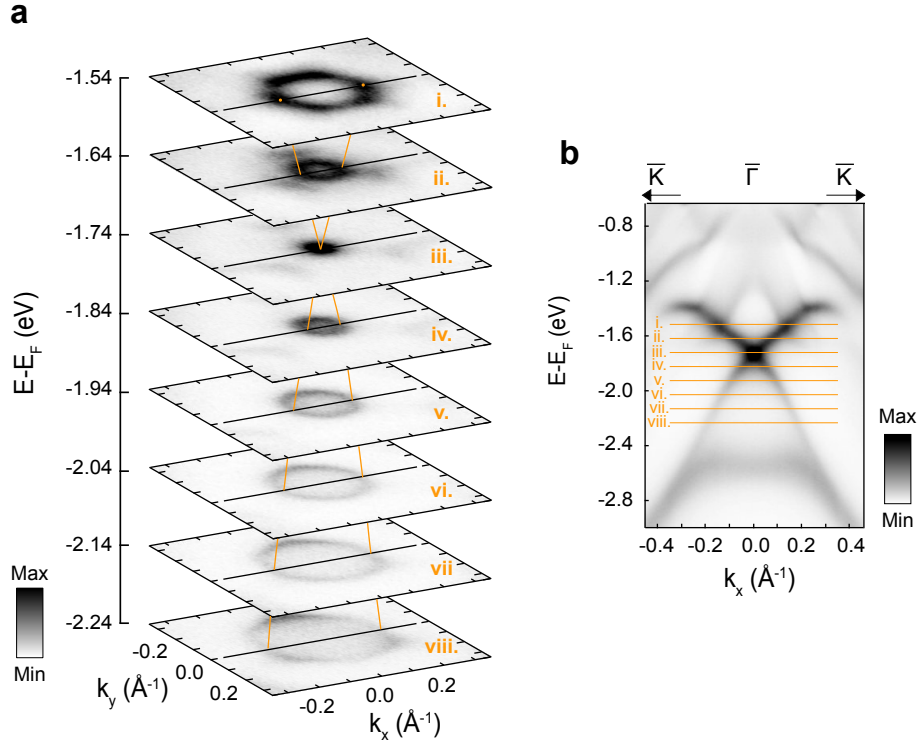 a
-1.54
i.
-1.64
ii.
-1.74
iii.
-1.84
iv.
-1.94
v.
-2.04
vi.
-2.14
vii
-2.24
viii.
E-E_F (eV)
Max
Min
-0.2
0.0
0.2
k_y (Å⁻¹)
-0.2
0.0
0.2
k_x (Å⁻¹)
b
K̅ Γ̅ K̅
-0.8
-1.2
-1.6
-2.0
-2.4
-2.8
E-E_F (eV)
i.
ii.
iii.
iv.
v.
vi.
vii.
viii.
-0.4 -0.2 0.0 0.2 0.4
k_x (Å⁻¹)
Max
Min